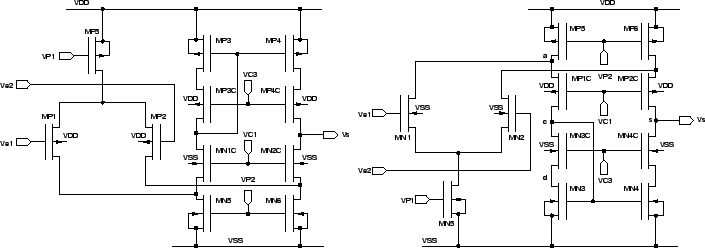 VDD VDD
MP5 MP3 MP4 MP5 MP6
VP1 a
Ve2 VC3 VP2
MP3C MP4C VDD MP1C MP2C VDD
MP1 MP2 VDD VDD Ve1 VSS VSS VC1
VDD VDD VC1 Vs MN1 MN2 c s Vs
Ve1 MN1C MN2C VSS MN3C MN4C VSS
VSS VSS Ve2 VC3
VP2 d
MN5 MN6 VP1 MN3 MN4
MN5
VSS VSS